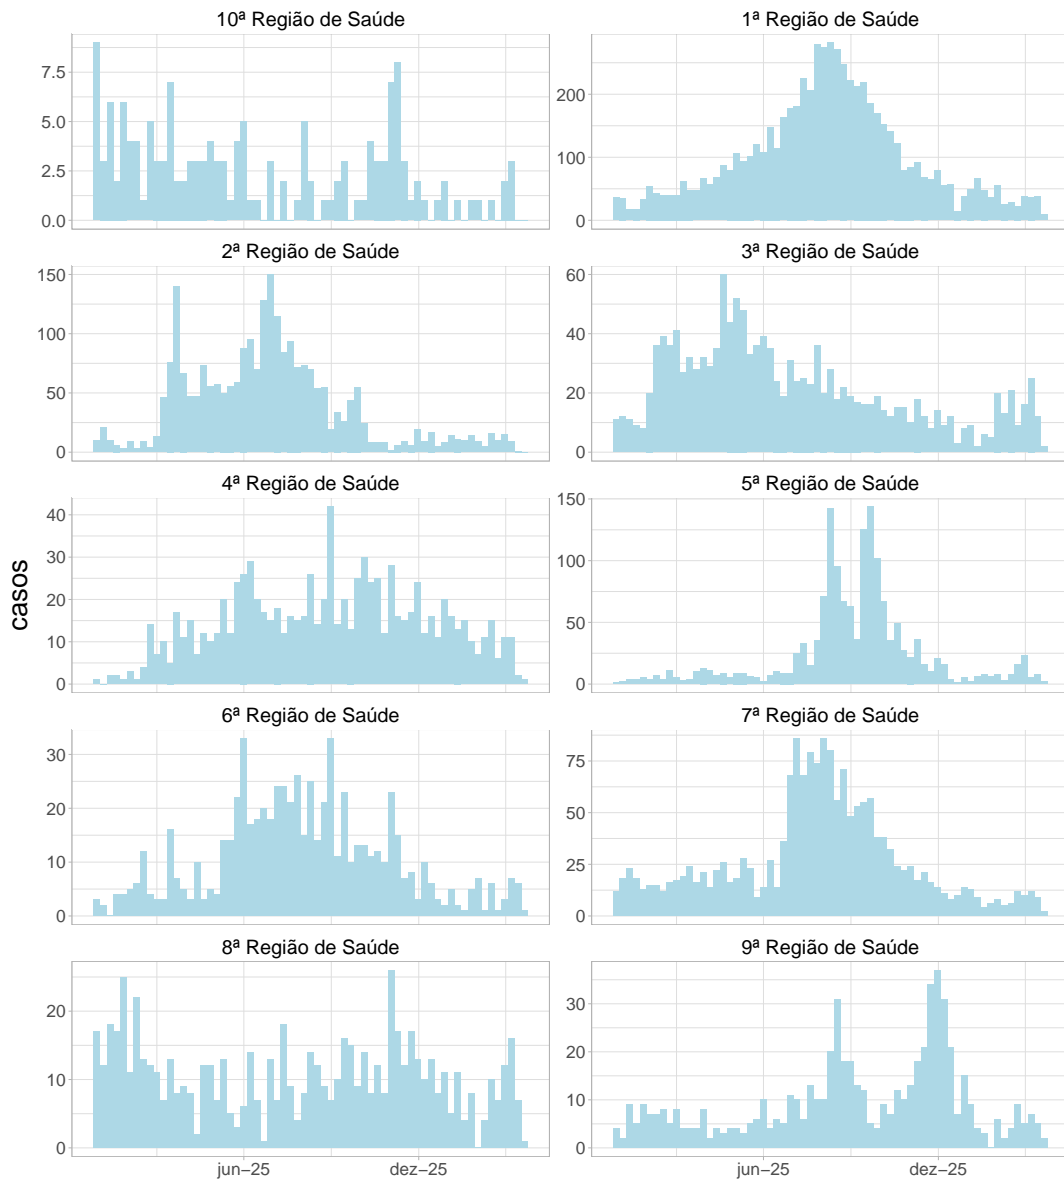 10ª Região de Saúde
1ª Região de Saúde
7.5
5.0
2.5
0.0
200
100
0
2ª Região de Saúde
3ª Região de Saúde
150
100
50
0
60
40
20
0
4ª Região de Saúde
5ª Região de Saúde
40
30
20
10
0
150
100
50
0
casos
6ª Região de Saúde
7ª Região de Saúde
30
20
10
0
75
50
25
0
8ª Região de Saúde
9ª Região de Saúde
20
10
0
30
20
10
0
jun−25
dez−25
jun−25
dez−25